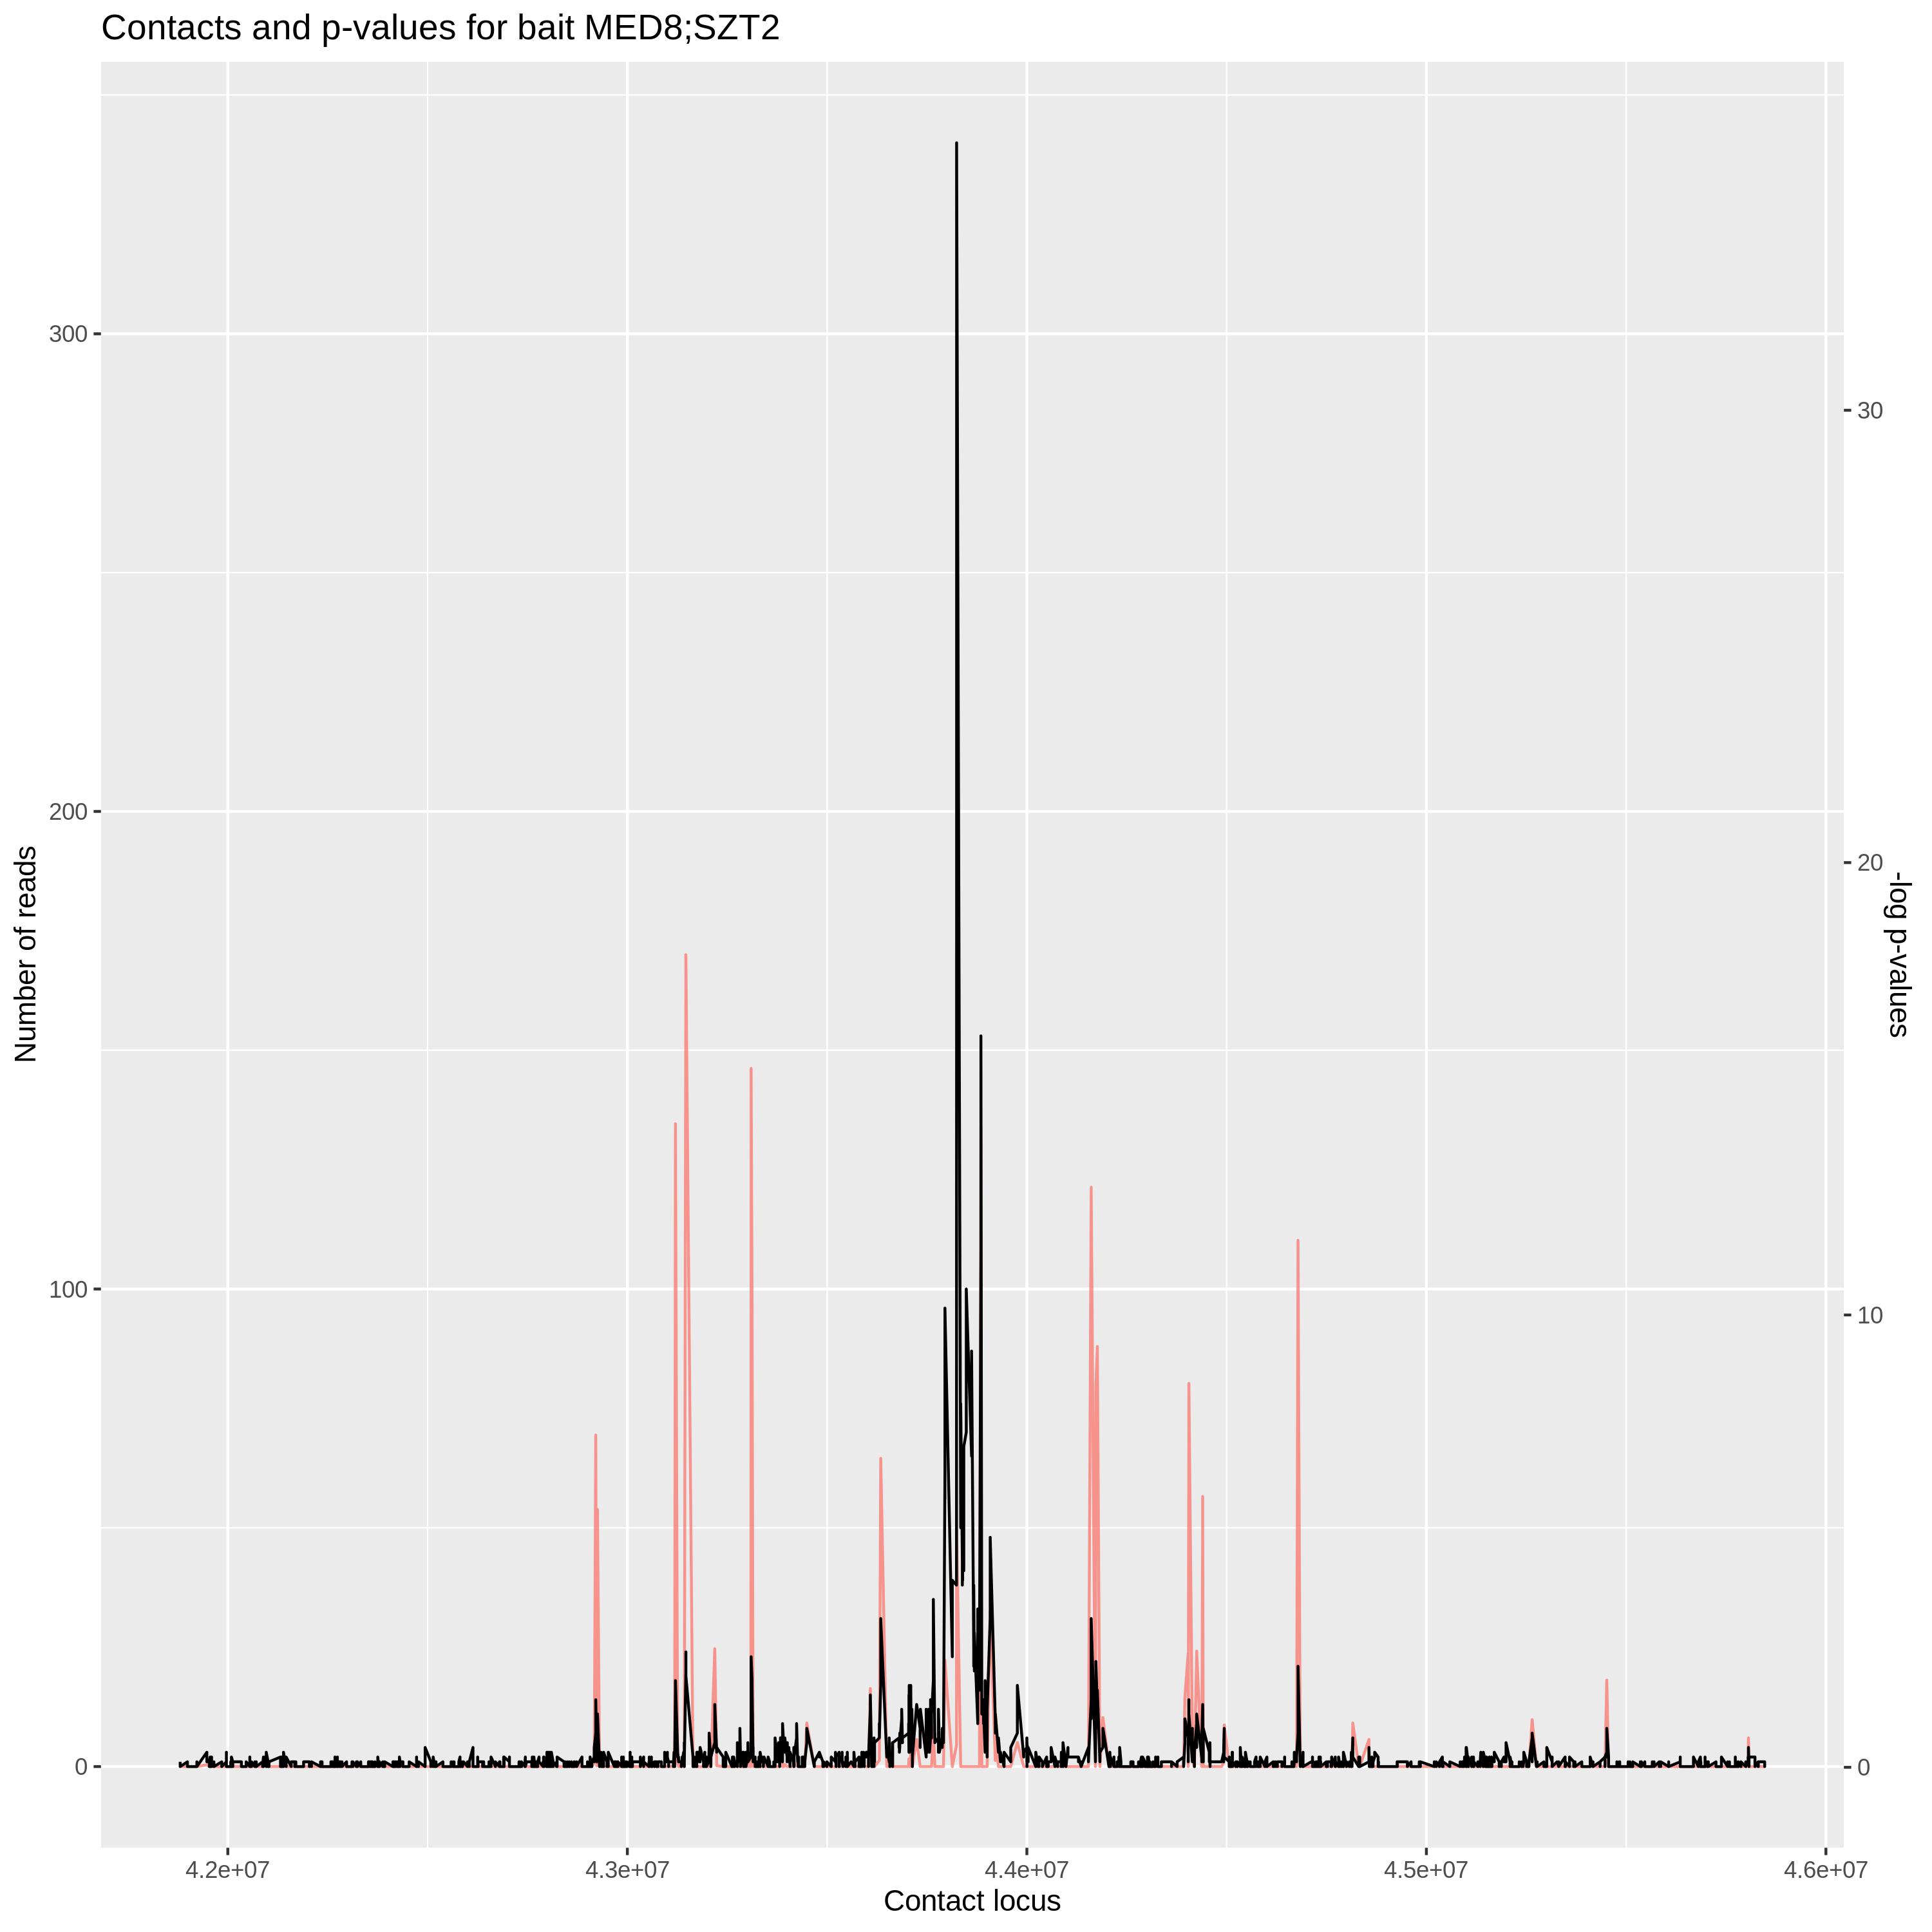 Contacts and p-values for bait MED8;SZT2
300
200
100
0
Number of reads
30
20
10
0
-log p-values
4.2e+07
4.3e+07
4.4e+07
4.5e+07
4.6e+07
Contact locus